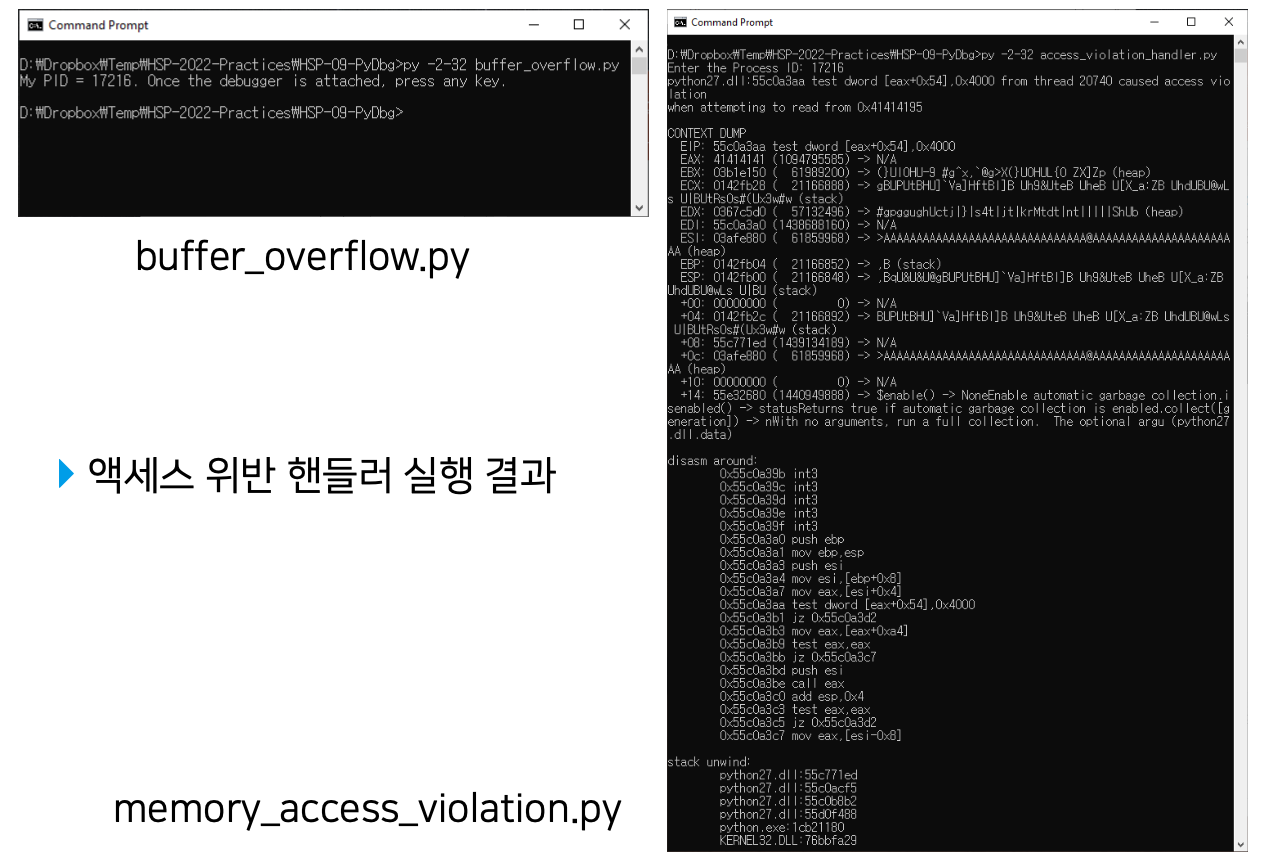 Command Prompt
D:₩Dropbox₩Temp₩HSP-2022-Practices₩HSP-09-PyDbg>py -2-32 buffer_overflow.py
My PID = 17216. Once the debugger is attached, press any key.
D:₩Dropbox₩Temp₩HSP-2022-Practices₩HSP-09-PyDbg>
buffer_overflow.py
▶ 액세스 위반 핸들러 실행 결과
memory_access_violation.py
Command Prompt
D:₩Dropbox₩Temp₩HSP-2022-Practices₩HSP-09-PyDbg>py -2-32 access_violation_handler.py
Enter the Process ID: 17216
python27.dll:55c0a3aa test dword [eax+0x54],0x4000 from thread 20740 caused access vio
lation
when attempting to read from 0x41414195
CONTEXT DUMP
EIP: 55c0a3aa test dword [eax+0x54],0x4000
EAX: 41414141 (1094795585) -> N/A
EBX: 03b1e150 ( 61989200) -> (}U|OHU-9 #g^x,`@g>X(}UOHUL{O ZX]Zp (heap)
ECX: 0142fb28 ( 21166888) -> gBUPUtBHU]`Va]HftB|]B Uh9&UteB UheB U[X_a:ZB UhdUBU@wL
s U|BUtRsOs#(Ux3w#w (stack)
EDX: 0367c5d0 ( 57132496) -> #gpggughUctj|}|s4t|jt|krMtdt|nt|||||ShUb (heap)
EDI: 55c0a3a0 (1438688160) -> N/A
ESI: 03afe880 ( 61859968) -> >AAAAAAAAAAAAAAAAAAAAAAAAAAAAAAA@AAAAAAAAAAAAAAAAAAAAA
AA (heap)
EBP: 0142fb04 ( 21166852) -> ,B (stack)
ESP: 0142fb00 ( 21166848) -> ,BqU&U&U@gBUPUtBHU]`Va]HftB|]B Uh9&UteB UheB U[X_a:ZB
UhdUBU@wLs U|BU (stack)
+00: 00000000 ( 0) -> N/A
+04: 0142fb2c ( 21166892) -> BUPUtBHU]`Va]HftB|]B Uh9&UteB UheB U[X_a:ZB UhdUBU@wLs
U|BUtRsOs#(Ux3w#w (stack)
+08: 55c771ed (1439134189) -> N/A
+0c: 03afe880 ( 61859968) -> >AAAAAAAAAAAAAAAAAAAAAAAAAAAAAAA@AAAAAAAAAAAAAAAAAAAAA
AA (heap)
+10: 00000000 ( 0) -> N/A
+14: 55e32680 (1440949888) -> $enable() -> NoneEnable automatic garbage collection.i
senabled() -> statusReturns true if automatic garbage collection is enabled.collect([g
eneration]) -> nWith no arguments, run a full collection. The optional argu (python27
.dll.data)
disasm around:
0x55c0a39b int3
0x55c0a39c int3
0x55c0a39d int3
0x55c0a39e int3
0x55c0a39f int3
0x55c0a3a0 push ebp
0x55c0a3a1 mov ebp,esp
0x55c0a3a3 push esi
0x55c0a3a4 mov esi,[ebp+0x8]
0x55c0a3a7 mov eax,[esi+0x4]
0x55c0a3aa test dword [eax+0x54],0x4000
0x55c0a3b1 jz 0x55c0a3d2
0x55c0a3b3 mov eax,[eax+0xa4]
0x55c0a3b9 test eax,eax
0x55c0a3bb jz 0x55c0a3c7
0x55c0a3bd push esi
0x55c0a3be call eax
0x55c0a3c0 add esp,0x4
0x55c0a3c3 test eax,eax
0x55c0a3c5 jz 0x55c0a3d2
0x55c0a3c7 mov eax,[esi-0x8]
stack unwind:
python27.dll:55c771ed
python27.dll:55c0acf5
python27.dll:55c0b8b2
python27.dll:55d0f488
python.exe:1cb21180
KERNEL32.DLL:76bbfa29